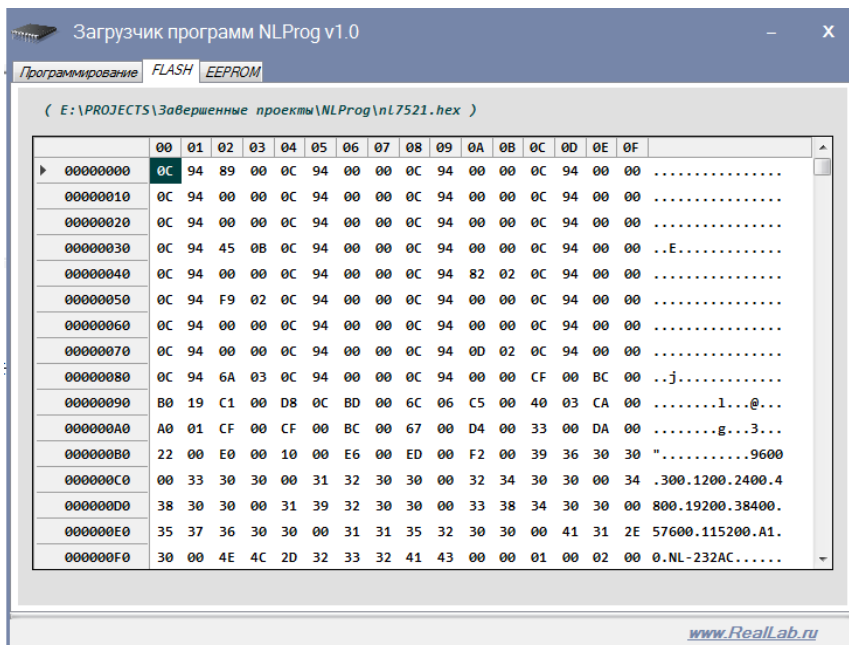 Загрузчик программ NLProg v1.0
Программирование FLASH EEPROM
( E:\PROJECTS\Завершенные проекты\NLProg\nl7521.hex )
00 01 02 03 04 05 06 07 08 09 0A 0B 0C 0D 0E 0F
00000000 0C 94 89 00 0C 94 00 00 0C 94 00 00 0C 94 00 00 ................
00000010 0C 94 00 00 0C 94 00 00 0C 94 00 00 0C 94 00 00 ................
00000020 0C 94 00 00 0C 94 00 00 0C 94 00 00 0C 94 00 00 ................
00000030 0C 94 45 0B 0C 94 00 00 0C 94 00 00 0C 94 00 00 ..E.............
00000040 0C 94 00 00 0C 94 00 00 0C 94 82 02 0C 94 00 00 ................
00000050 0C 94 F9 02 0C 94 00 00 0C 94 00 00 0C 94 00 00 ................
00000060 0C 94 00 00 0C 94 00 00 0C 94 00 00 0C 94 00 00 ................
00000070 0C 94 00 00 0C 94 00 00 0C 94 0D 02 0C 94 00 00 ................
00000080 0C 94 6A 03 0C 94 00 00 0C 94 00 00 CF 00 BC 00 ..j.............
00000090 B0 19 C1 00 D8 0C BD 00 6C 06 C5 00 40 03 CA 00 ........l...@...
000000A0 A0 01 CF 00 CF 00 BC 00 67 00 D4 00 33 00 DA 00 ........g...3...
000000B0 22 00 E0 00 10 00 E6 00 ED 00 F2 00 39 36 30 30 "...........9600
000000C0 00 33 30 30 00 31 32 30 30 00 32 34 30 30 00 34 .300.1200.2400.4
000000D0 38 30 30 00 31 39 32 30 30 00 33 38 34 30 30 00 800.19200.38400.
000000E0 35 37 36 30 30 00 31 31 35 32 30 30 00 41 31 2E 57600.115200.A1.
000000F0 30 00 4E 4C 2D 32 33 32 41 43 00 00 01 00 02 00 0.NL-232AC......
www.RealLab.ru